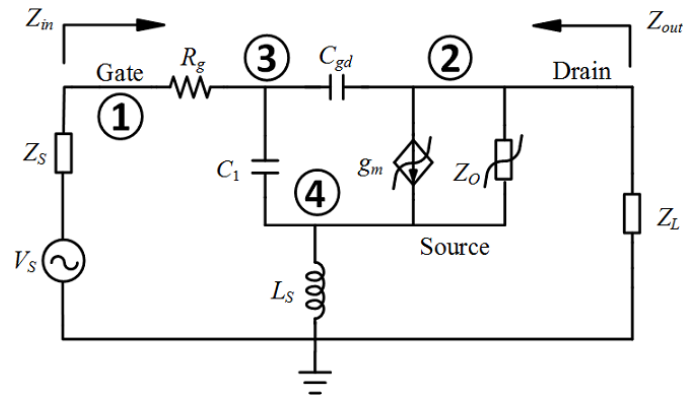 Z_in
Z_out
Gate
R_g
3
C_gd
2
Drain
1
Z_S
C_1
4
g_m
Z_O
Z_L
Source
V_S
L_S